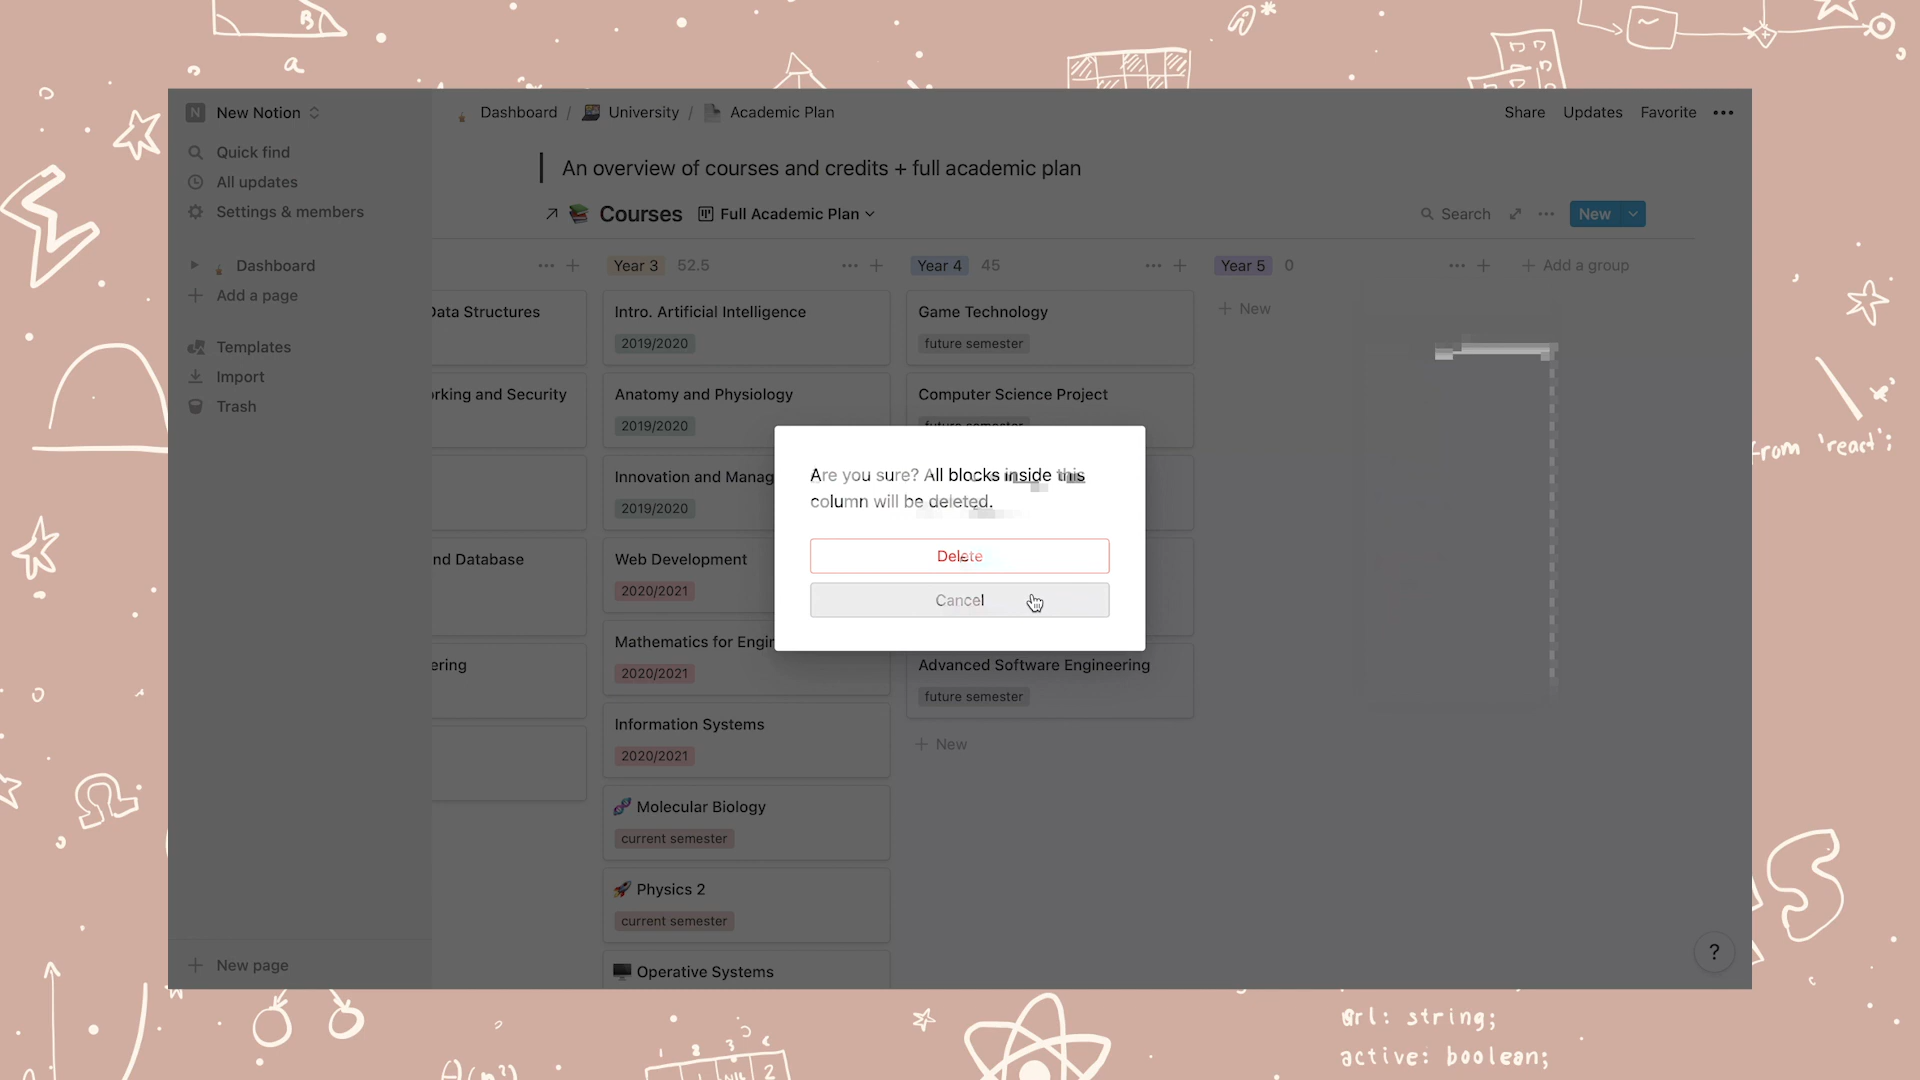 B
a
New Notion
Quick find
All updates
Settings & members
Dashboard
Add a page
Templates
Import
Trash
New page
Dashboard / University / Academic Plan
Share Updates Favorite
An overview of courses and credits + full academic plan
Courses Full Academic Plan
Search New
Year 3 52.5
Year 4 45
Year 5 0
Add a group
Data Structures
and Security
nd Database
ering
Intro. Artificial Intelligence
2019/2020
Anatomy and Physiology
2019/2020
Innovation and Manag
2019/2020
Web Development
2020/2021
Mathematics for Engin
2020/2021
Information Systems
2020/2021
Molecular Biology
current semester
Physics 2
current semester
Operative Systems
Game Technology
future semester
Computer Science Project
future semester
Advanced Software Engineering
future semester
New
New
Are you sure? All blocks inside this
column will be deleted.
Delete
Cancel
?
from 'react';
url: string;
active: boolean;